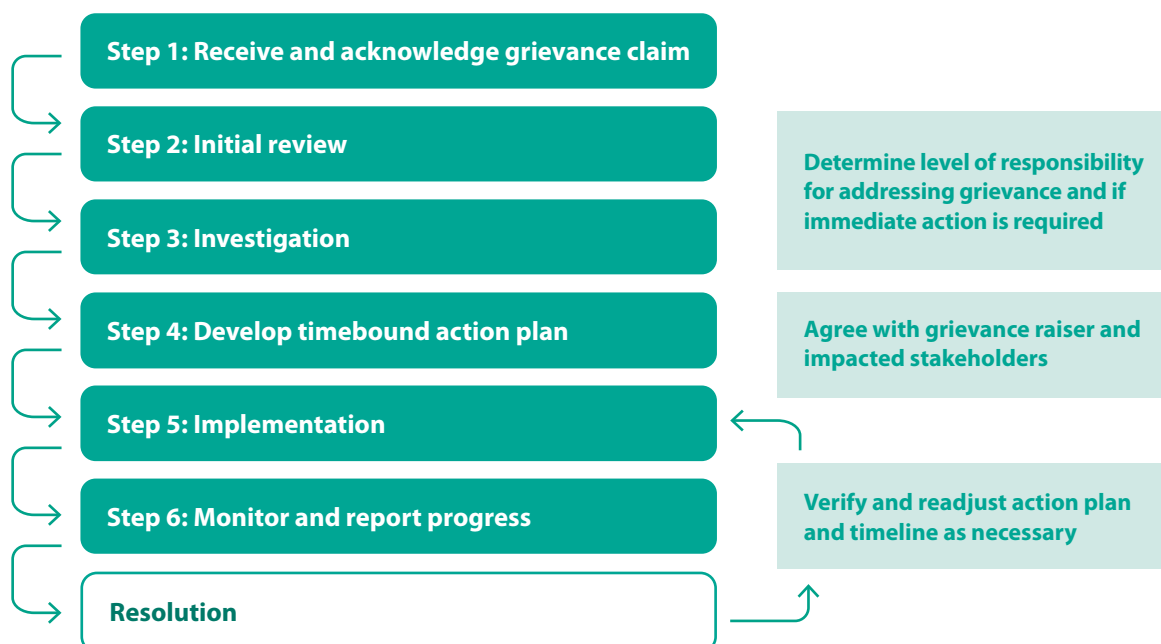 Step 1: Receive and acknowledge grievance claim
Step 2: Initial review
Step 3: Investigation
Step 4: Develop timebound action plan
Step 5: Implementation
Step 6: Monitor and report progress
Resolution
Determine level of responsibility
for addressing grievance and if
immediate action is required
Agree with grievance raiser and
impacted stakeholders
Verify and readjust action plan
and timeline as necessary